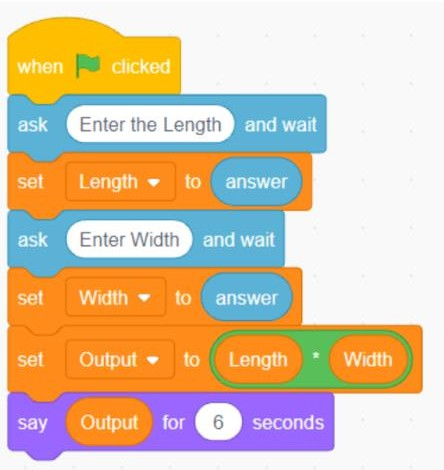 when clicked
ask Enter the Length and wait
set Length to answer
ask Enter Width and wait
set Width to answer
set Output to Length * Width
say Output for 6 seconds